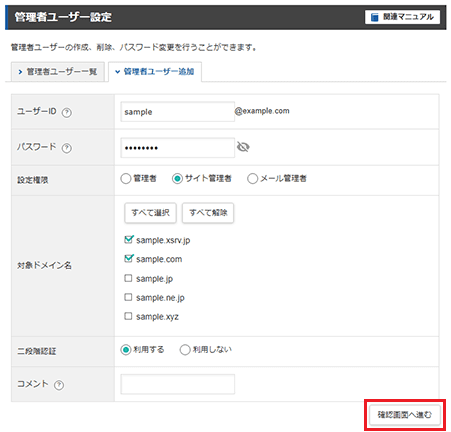 管理者ユーザー設定
関連マニュアル
管理者ユーザーの作成、削除、パスワード変更を行うことができます。
管理者ユーザー一覧 管理者ユーザー追加
ユーザーID ? sample @example.com
パスワード ? ••••••••
設定権限 管理者 サイト管理者 メール管理者
すべて選択 すべて解除
対象ドメイン名
sample.xsrv.jp
sample.com
sample.jp
sample.ne.jp
sample.xyz
二段階認証 利用する 利用しない
コメント ?
確認画面へ進む